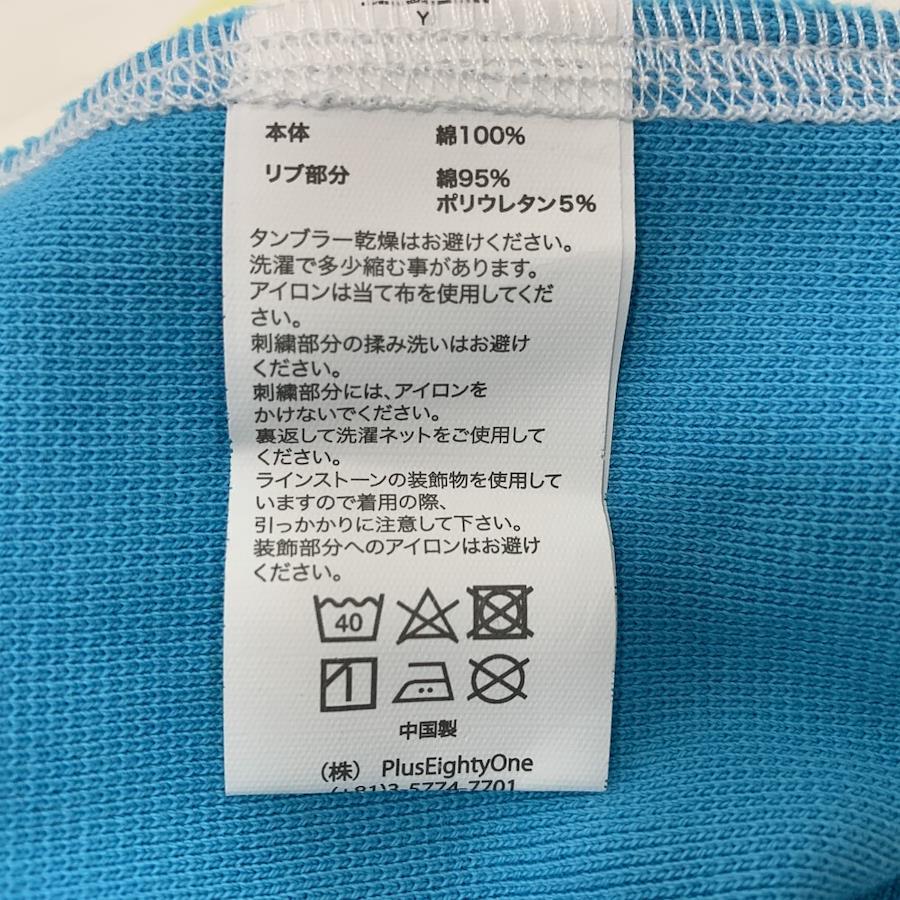 Y
本体 綿100%
リブ部分 綿95%
ポリウレタン5%
タンブラー乾燥はお避けください。
洗濯で多少縮む事があります。
アイロンは当て布を使用してくだ
さい。
刺繍部分の揉み洗いはお避け
ください。
刺繍部分には、アイロンを
かけないでください。
裏返して洗濯ネットをご使用して
ください。
ラインストーンの装飾物を使用して
いますので着用の際、
引っかかりに注意して下さい。
装飾部分へのアイロンはお避け
ください。
40
中国製
（株） PlusEightyOne
(+81)3-5774-7701